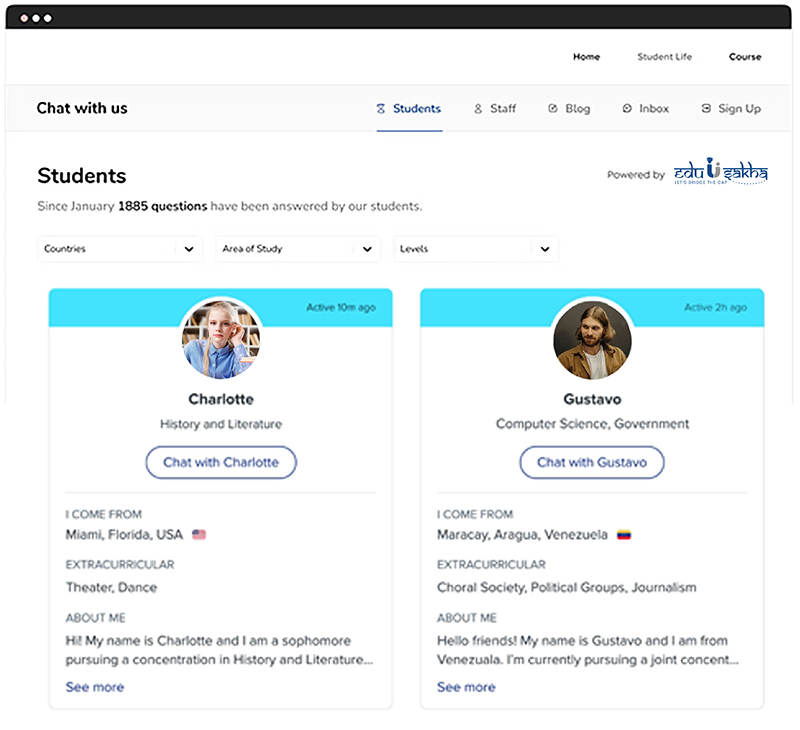 Home Student Life Course
Chat with us Students Staff Blog Inbox Sign Up
Students
Powered by edu sakha
LET'S BRIDGE THE GAP
Since January 1885 questions have been answered by our students.
Countries Area of Study Levels
Active 10m ago
Charlotte
History and Literature
Chat with Charlotte
I COME FROM
Miami, Florida, USA
EXTRACURRICULAR
Theater, Dance
ABOUT ME
Hi! My name is Charlotte and I am a sophomore
pursuing a concentration in History and Literature...
See more
Active 2h ago
Gustavo
Computer Science, Government
Chat with Gustavo
I COME FROM
Maracay, Aragua, Venezuela
EXTRACURRICULAR
Choral Society, Political Groups, Journalism
ABOUT ME
Hello friends! My name is Gustavo and I am from
Venezuala. I'm currently pursuing a joint concent...
See more